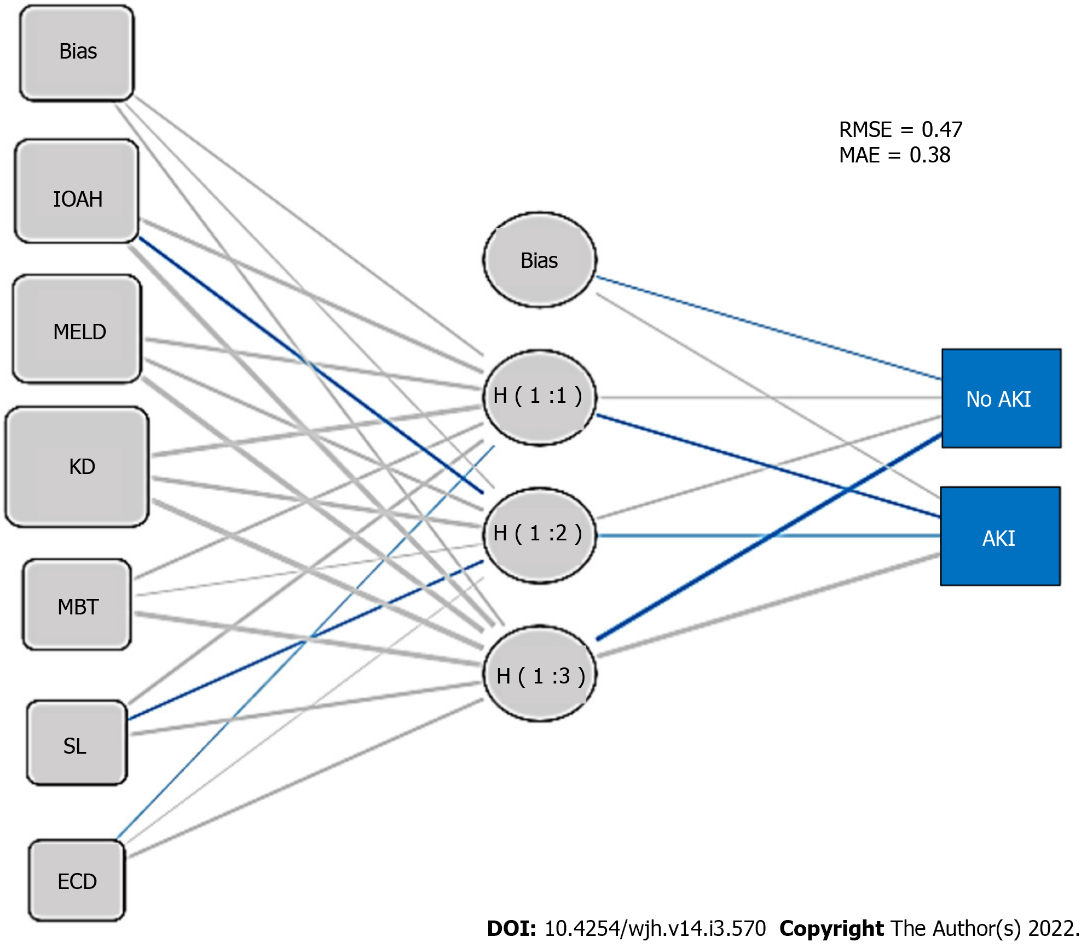 Bias
IOAH
MELD
KD
MBT
SL
ECD
Bias
H ( 1 :1 )
H ( 1 :2 )
H ( 1 :3 )
RMSE = 0.47
MAE = 0.38
No AKI
AKI
DOI: 10.4254/wjh.v14.i3.570 Copyright The Author(s) 2022.